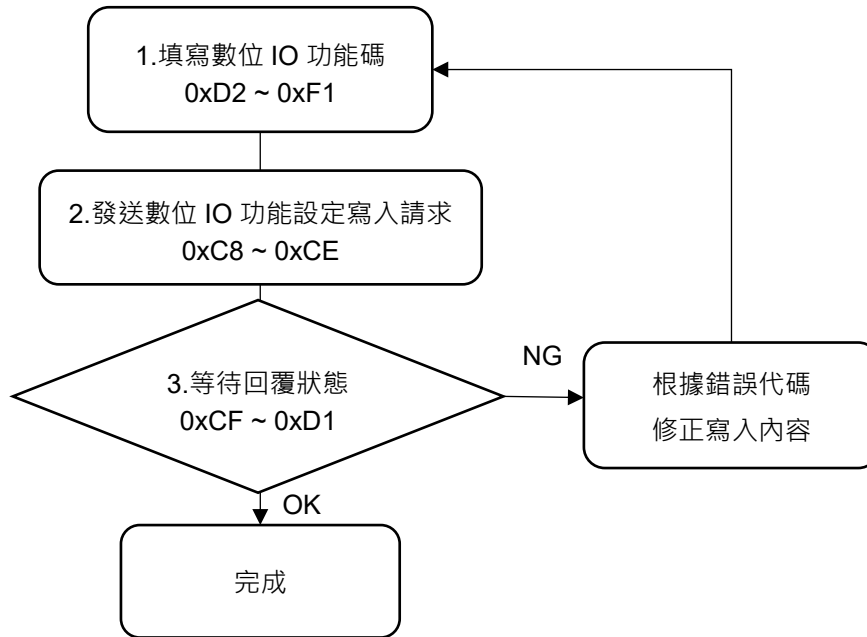 1.填寫數位 IO 功能碼
0xD2 ~ 0xF1
2.發送數位 IO 功能設定寫入請求
0xC8 ~ 0xCE
3.等待回覆狀態
0xCF ~ 0xD1
NG
根據錯誤代碼
修正寫入內容
OK
完成